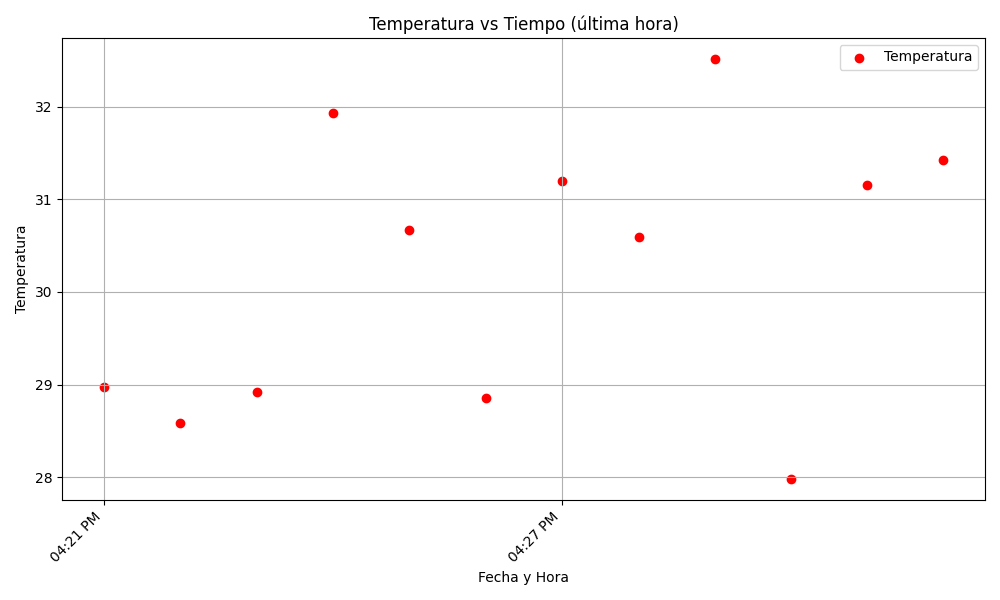 Temperatura vs Tiempo (última hora)
Temperatura
32
31
30
29
28
Temperatura
04:21 PM
04:27 PM
Fecha y Hora